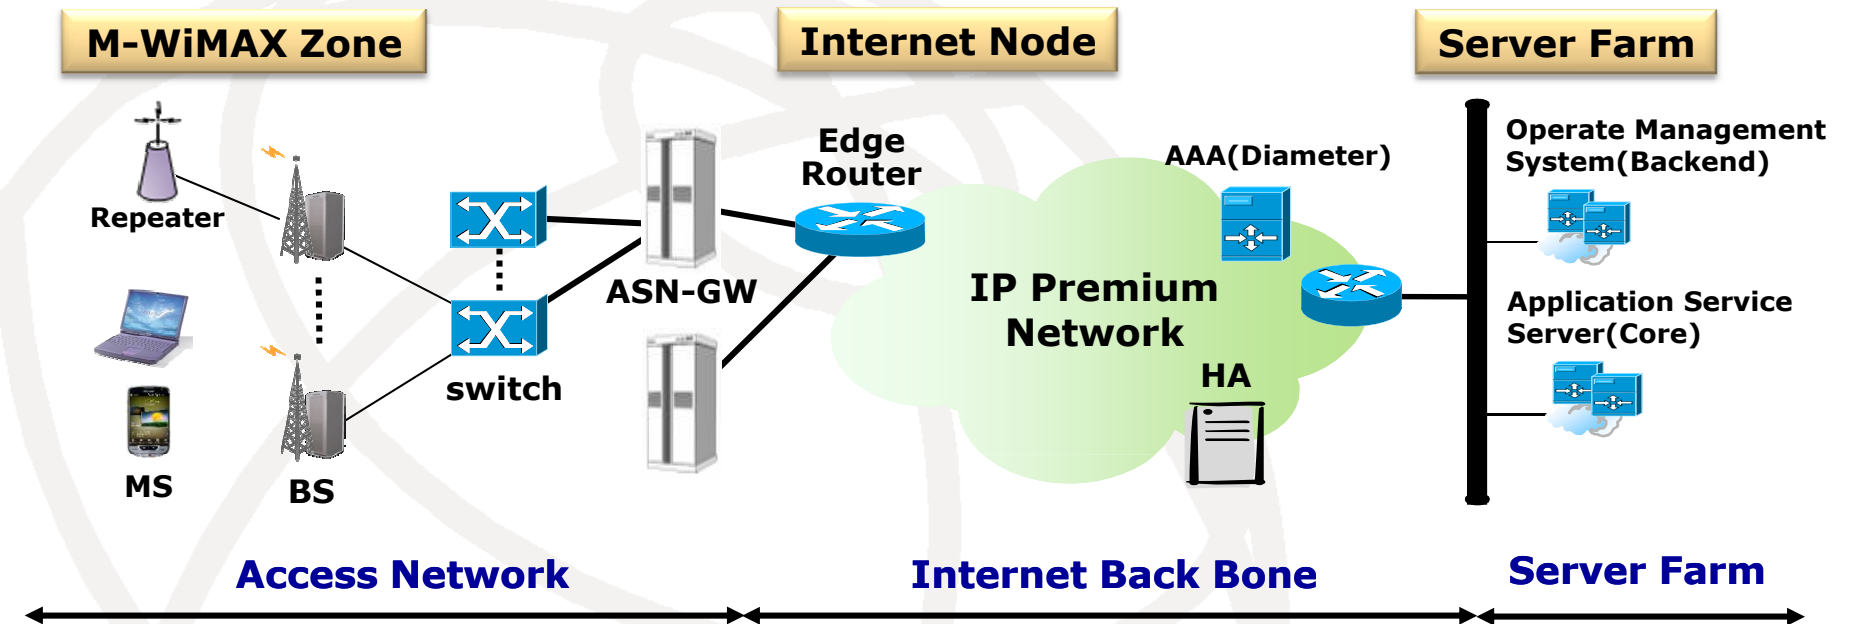 M-WiMAX Zone
Internet Node
Server Farm
Repeater
MS
BS
switch
ASN-GW
Edge
Router
AAA(Diameter)
IP Premium
Network
HA
Operate Management
System(Backend)
Application Service
Server(Core)
Access Network
Internet Back Bone
Server Farm